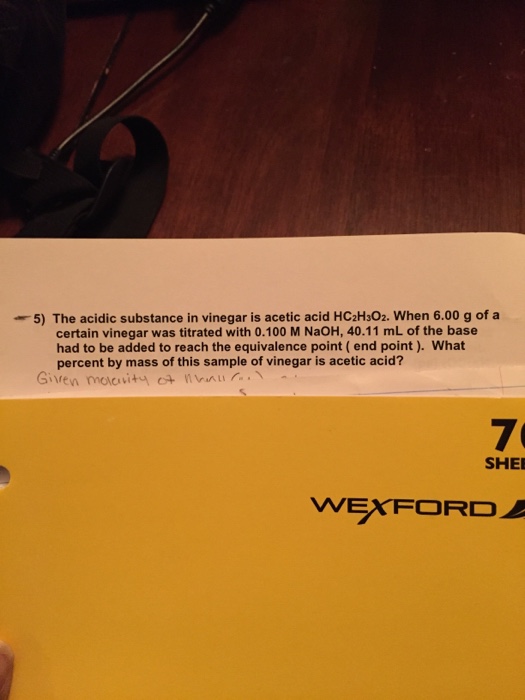 5) The acidic substance in vinegar is acetic acid HC₂H₃O₂. When 6.00 g of a
certain vinegar was titrated with 0.100 M NaOH, 40.11 mL of the base
had to be added to reach the equivalence point ( end point ). What
percent by mass of this sample of vinegar is acetic acid?
Given molarity of
SHEE
WEXFORD